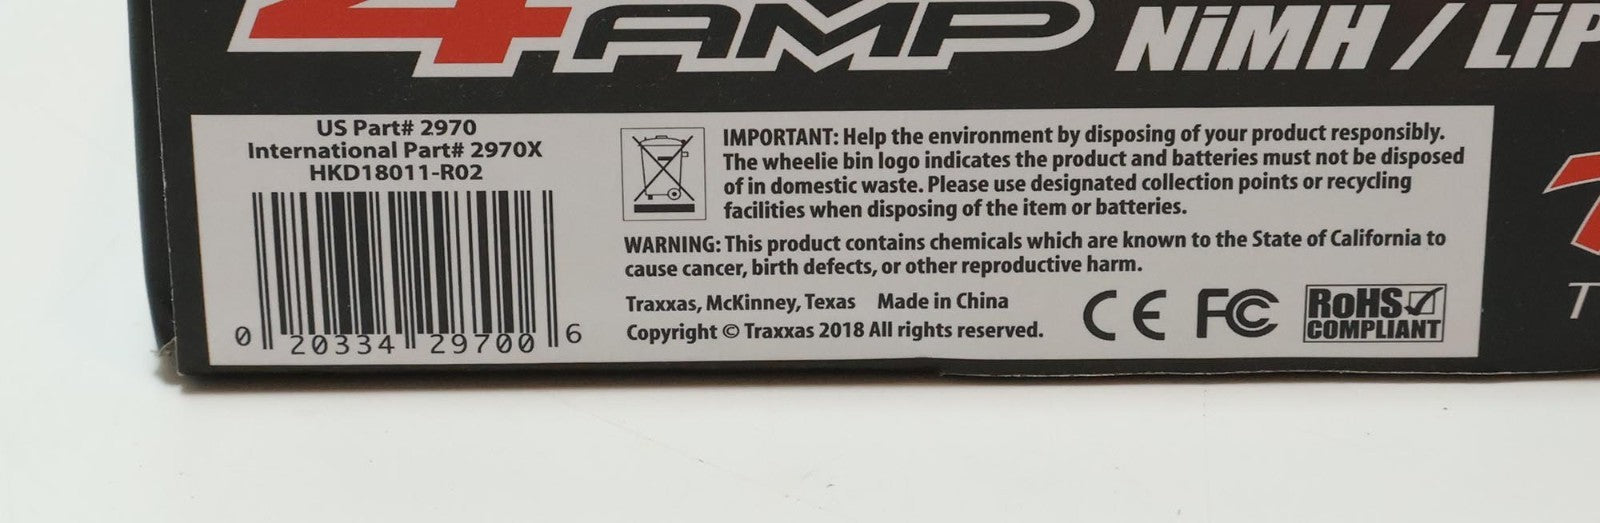 4AMP NiMH / LiP
US Part# 2970
International Part# 2970X
HKD18011-R02
0 20334 29700 6
IMPORTANT: Help the environment by disposing of your product responsibly.
The wheelie bin logo indicates the product and batteries must not be disposed
of in domestic waste. Please use designated collection points or recycling
facilities when disposing of the item or batteries.
WARNING: This product contains chemicals which are known to the State of California to
cause cancer, birth defects, or other reproductive harm.
Traxxas, McKinney, Texas Made in China
Copyright © Traxxas 2018 All rights reserved.
CE FC RoHS
COMPLIANT
T